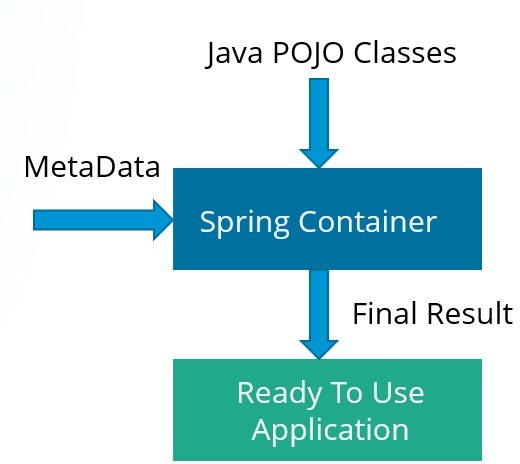 Java POJO Classes
MetaData
Spring Container
Final Result
Ready To Use
Application